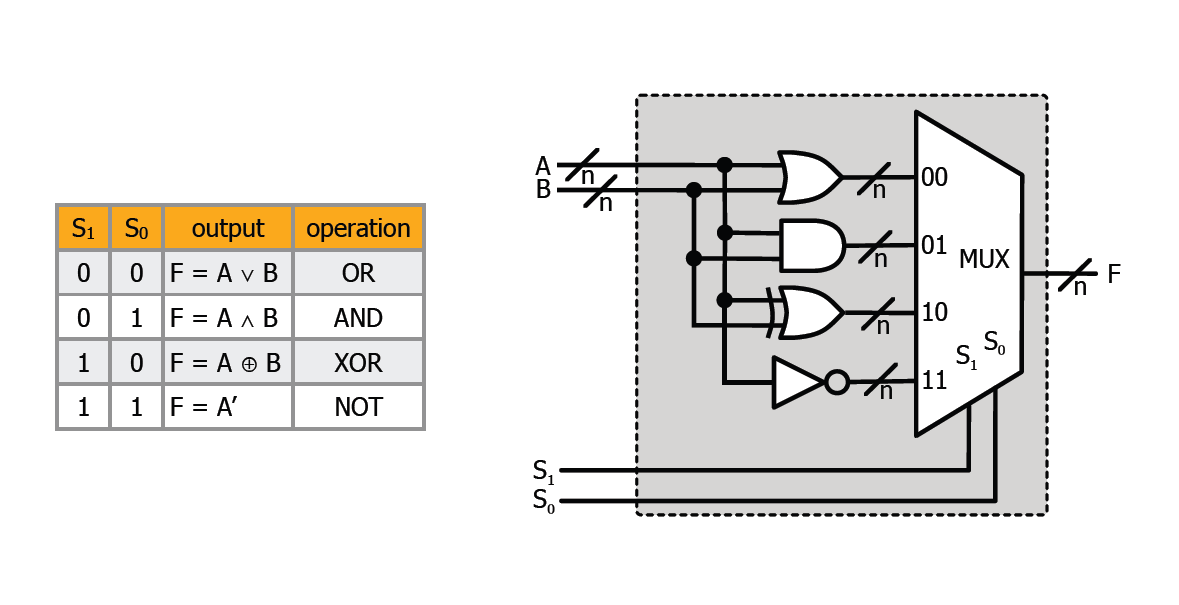 S₁ S₀ output operation
0 0 F = A ∨ B OR
0 1 F = A ∧ B AND
1 0 F = A ⊕ B XOR
1 1 F = A′ NOT
A n
B n
n 00
n 01
MUX
n F
n 10
S₁ S₀
n 11
S₁
S₀